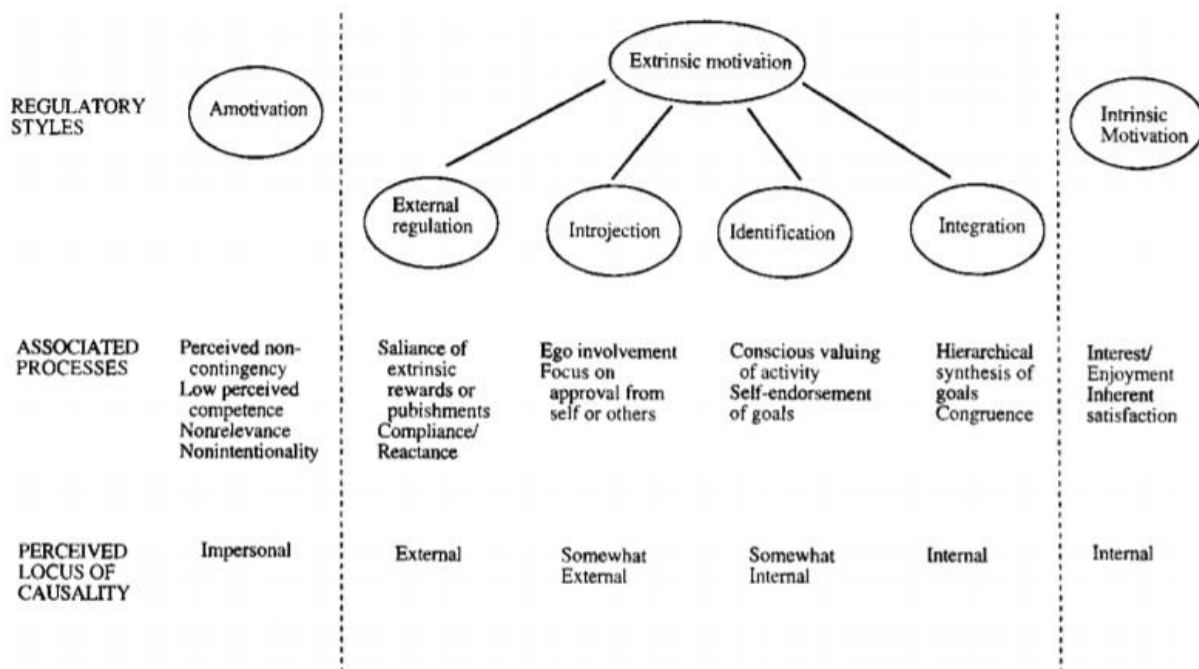 Extrinsic motivation
REGULATORY
STYLES
Amotivation
Intrinsic
Motivation
External
regulation
Introjection
Identification
Integration
ASSOCIATED
PROCESSES
Perceived non-
contingency
Low perceived
competence
Nonrelevance
Nonintentionality
Saliance of
extrinsic
rewards or
pubishments
Compliance/
Reactance
Ego involvement
Focus on
approval from
self or others
Conscious valuing
of activity
Self-endorsement
of goals
Hierarchical
synthesis of
goals
Congruence
Interest/
Enjoyment
Inherent
satisfaction
PERCEIVED
LOCUS OF
CAUSALITY
Impersonal
External
Somewhat
External
Somewhat
Internal
Internal
Internal